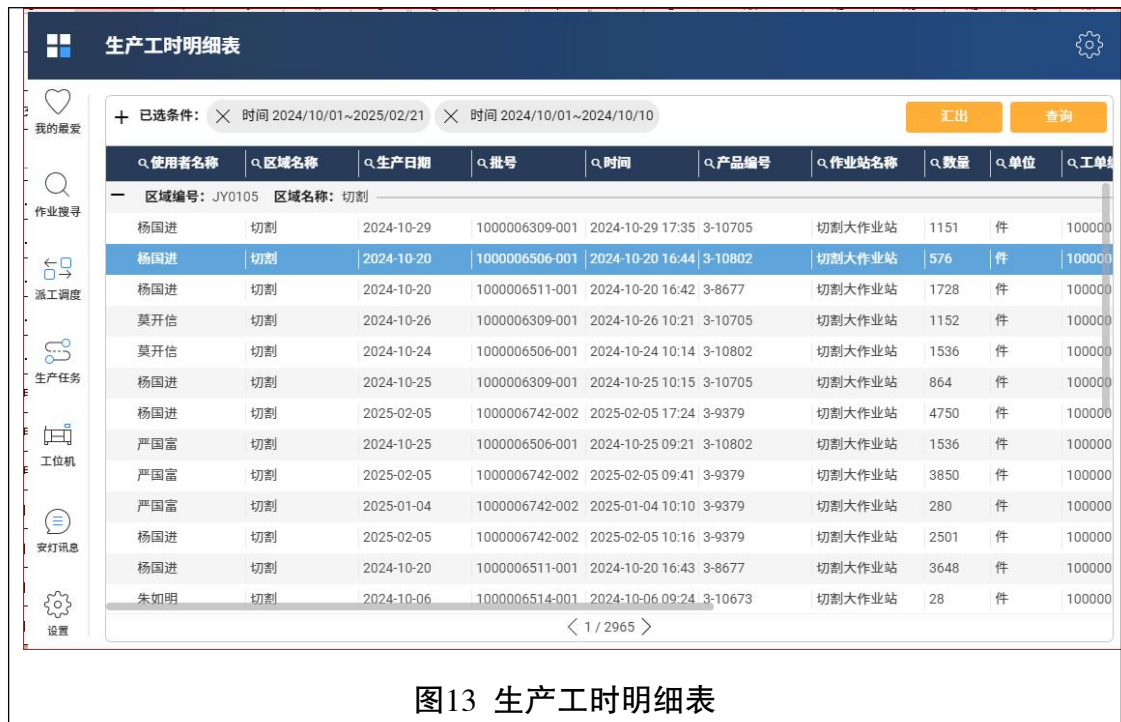 生产工时明细表
我的最爱
作业搜寻
派工调度
生产任务
工位机
安灯讯息
设置
已选条件： 时间 2024/10/01~2025/02/21 时间 2024/10/01~2024/10/10 汇出 查询
使用者名称 区域名称 生产日期 批号 时间 产品编号 作业站名称 数量 单位 工单
区域编号：JY0105 区域名称：切割
杨国进 切割 2024-10-29 1000006309-001 2024-10-29 17:35 3-10705 切割大作业站 1151 件 100000
杨国进 切割 2024-10-20 1000006506-001 2024-10-20 16:44 3-10802 切割大作业站 576 件 100000
杨国进 切割 2024-10-20 1000006511-001 2024-10-20 16:42 3-8677 切割大作业站 1728 件 100000
莫开信 切割 2024-10-26 1000006309-001 2024-10-26 10:21 3-10705 切割大作业站 1152 件 100000
莫开信 切割 2024-10-24 1000006506-001 2024-10-24 10:14 3-10802 切割大作业站 1536 件 100000
杨国进 切割 2024-10-25 1000006309-001 2024-10-25 10:15 3-10705 切割大作业站 864 件 100000
杨国进 切割 2025-02-05 1000006742-002 2025-02-05 17:24 3-9379 切割大作业站 4750 件 100000
严国富 切割 2024-10-25 1000006506-001 2024-10-25 09:21 3-10802 切割大作业站 1536 件 100000
严国富 切割 2025-02-05 1000006742-002 2025-02-05 09:41 3-9379 切割大作业站 3850 件 100000
严国富 切割 2025-01-04 1000006742-002 2025-01-04 10:10 3-9379 切割大作业站 280 件 100000
杨国进 切割 2025-02-05 1000006742-002 2025-02-05 10:16 3-9379 切割大作业站 2501 件 100000
杨国进 切割 2024-10-20 1000006511-001 2024-10-20 16:43 3-8677 切割大作业站 3648 件 100000
朱如明 切割 2024-10-06 1000006514-001 2024-10-06 09:24 3-10673 切割大作业站 28 件 100000
1 / 2965
图13 生产工时明细表